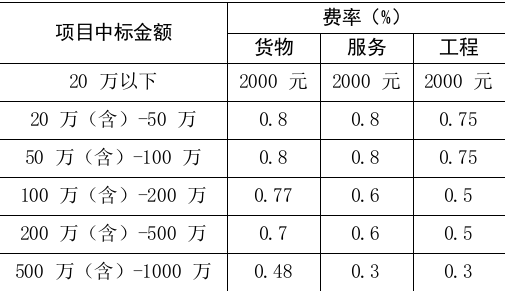 项目中标金额 费率（%）
货物 服务 工程
20 万以下 2000 元 2000 元 2000 元
20 万（含）-50 万 0.8 0.8 0.75
50 万（含）-100 万 0.8 0.8 0.75
100 万（含）-200 万 0.77 0.6 0.5
200 万（含）-500 万 0.7 0.6 0.5
500 万（含）-1000 万 0.48 0.3 0.3